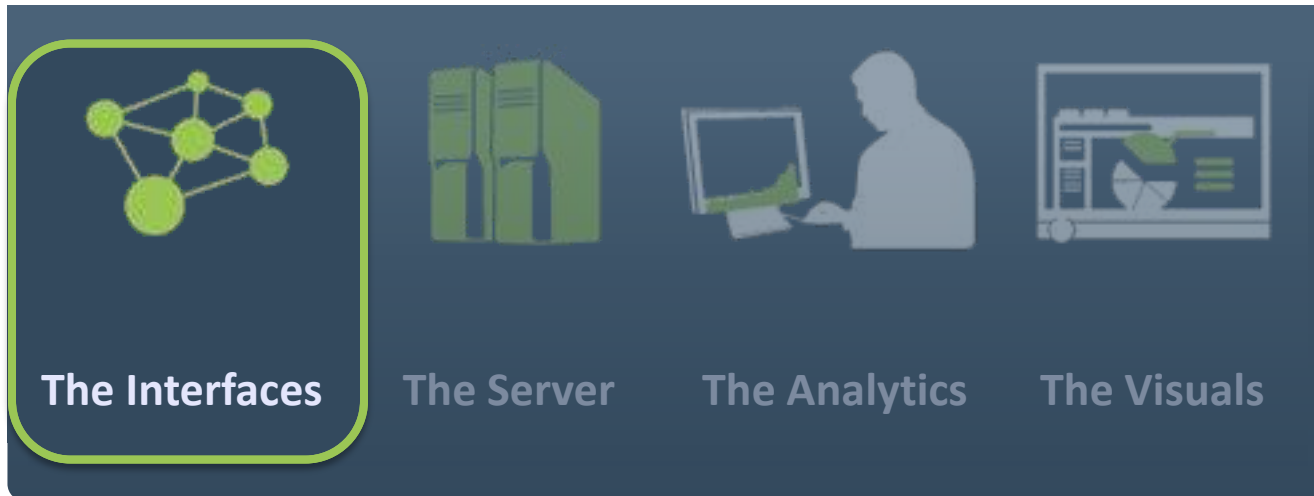 The Interfaces
The Server
The Analytics
The Visuals